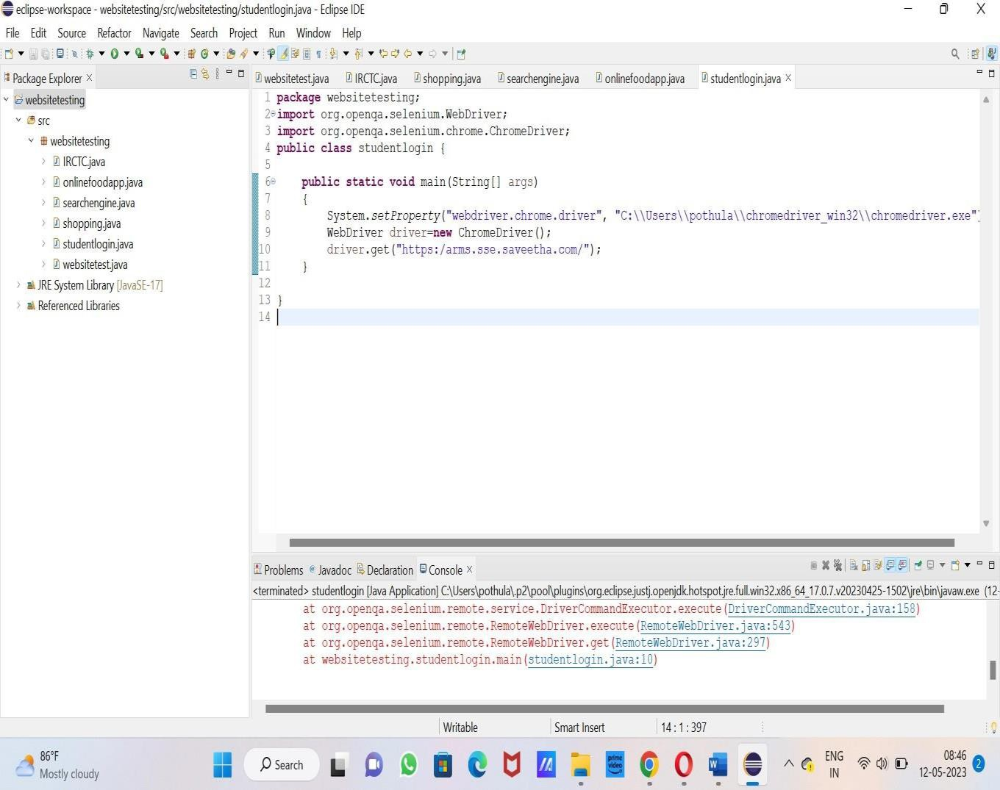 eclipse-workspace - websitetesting/src/websitetesting/studentlogin.java - Eclipse IDE
File Edit Source Refactor Navigate Search Project Run Window Help
Package Explorer
websitetesting
src
websitetesting
IRCTC.java
onlinefoodapp.java
searchengine.java
shopping.java
studentlogin.java
websitetest.java
JRE System Library [JavaSE-17]
Referenced Libraries
websitetest.java IRCTC.java shopping.java searchengine.java onlinefoodapp.java studentlogin.java
1 package websitetesting;
2 import org.openqa.selenium.WebDriver;
3 import org.openqa.selenium.chrome.ChromeDriver;
4 public class studentlogin {
5
6 public static void main(String[] args)
7 {
8 System.setProperty("webdriver.chrome.driver", "C:\\Users\\pothula\\chromedriver_win32\\chromedriver.exe")
9 WebDriver driver=new ChromeDriver();
10 driver.get("https:/arms.sse.saveetha.com/");
11 }
12
13 }
14
Problems Javadoc Declaration Console
<terminated> studentlogin [Java Application] C:\Users\pothula\.p2\pool\plugins\org.eclipse.justj.openjdk.hotspot.jre.full.win32.x86_64_17.0.7.v20230425-1502\jre\bin\javaw.exe (12-
at org.openqa.selenium.remote.service.DriverCommandExecutor.execute(DriverCommandExecutor.java:158)
at org.openqa.selenium.remote.RemoteWebDriver.execute(RemoteWebDriver.java:543)
at org.openqa.selenium.remote.RemoteWebDriver.get(RemoteWebDriver.java:297)
at websitetesting.studentlogin.main(studentlogin.java:10)
Writable Smart Insert 14 : 1 : 397
86°F
Mostly cloudy
Search
prime video
ENG
IN
08:46
12-05-2023
2